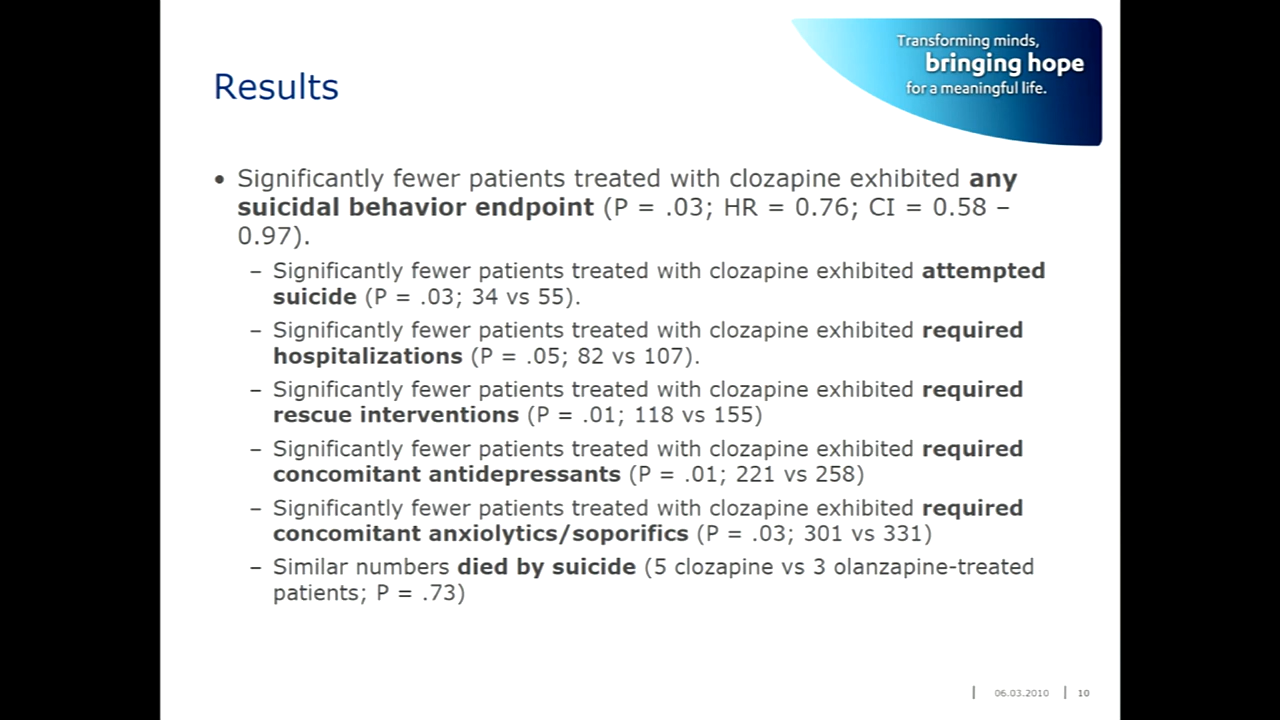 Transforming minds,
bringing hope
for a meaningful life.
Results
• Significantly fewer patients treated with clozapine exhibited any
suicidal behavior endpoint (P = .03; HR = 0.76; CI = 0.58 –
0.97).
– Significantly fewer patients treated with clozapine exhibited attempted
suicide (P = .03; 34 vs 55).
– Significantly fewer patients treated with clozapine exhibited required
hospitalizations (P = .05; 82 vs 107).
– Significantly fewer patients treated with clozapine exhibited required
rescue interventions (P = .01; 118 vs 155)
– Significantly fewer patients treated with clozapine exhibited required
concomitant antidepressants (P = .01; 221 vs 258)
– Significantly fewer patients treated with clozapine exhibited required
concomitant anxiolytics/soporifics (P = .03; 301 vs 331)
– Similar numbers died by suicide (5 clozapine vs 3 olanzapine-treated
patients; P = .73)
| 06.03.2010 | 10